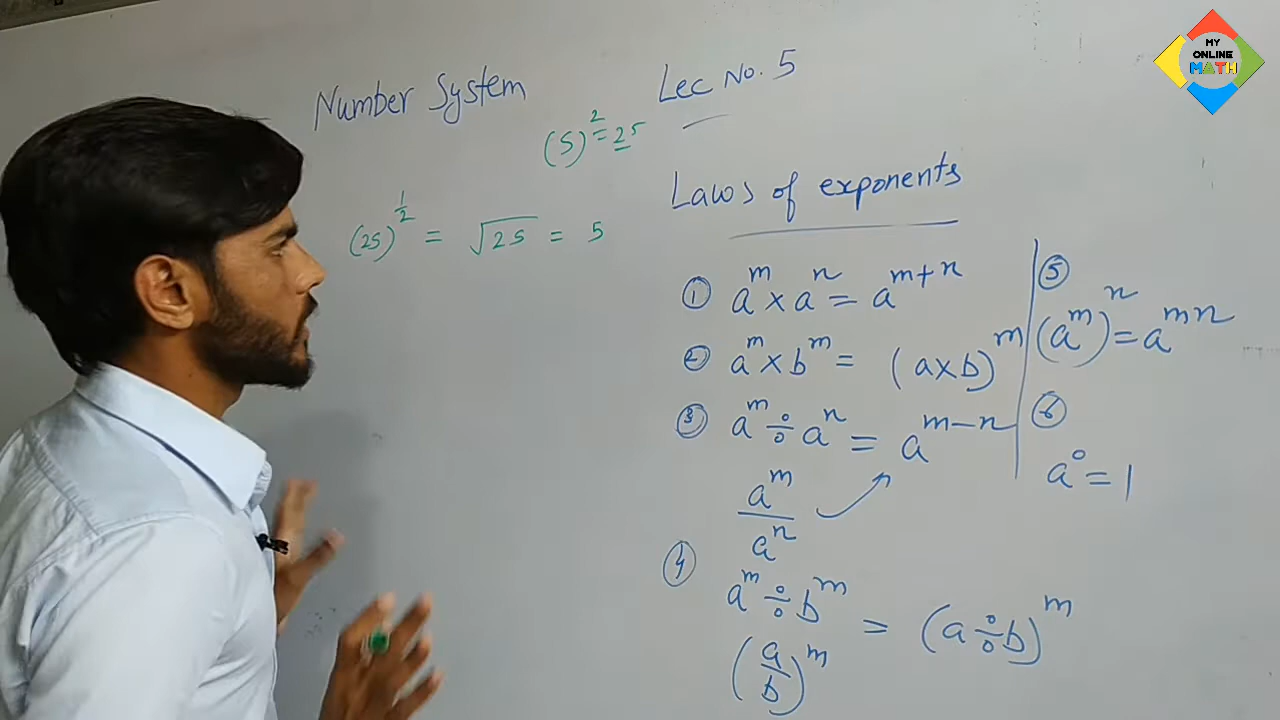 MY
ONLINE
MATH
Number System
Lec No. 5
(5)² = 25
(25)^(1/2) = √25 = 5
Laws of exponents
① a^m × a^n = a^(m+n)
② a^m × b^m = (a×b)^m
③ a^m ÷ a^n = a^(m-n)
a^m/a^n
④
a^m ÷ b^m = (a÷b)^m
(a/b)^m
⑤
(a^m)^n = a^(mn)
⑥
a° = 1